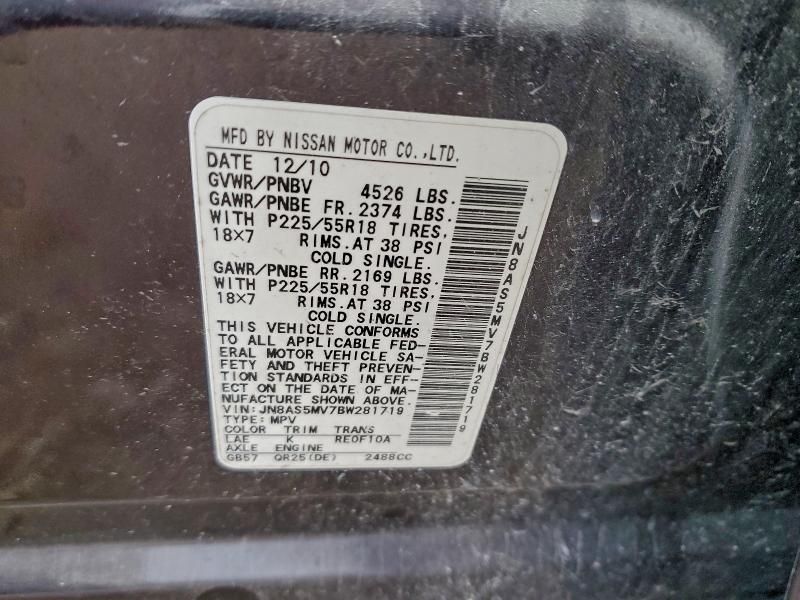 MFD BY NISSAN MOTOR CO.,LTD.
DATE 12/10
GVWR/PNBV 4526 LBS.
GAWR/PNBE FR. 2374 LBS.
WITH P225/55R18 TIRES,
18X7 RIMS.AT 38 PSI
COLD SINGLE.
GAWR/PNBE RR. 2169 LBS.
WITH P225/55R18 TIRES,
18X7 RIMS.AT 38 PSI
COLD SINGLE.
THIS VEHICLE CONFORMS
TO ALL APPLICABLE FED-
ERAL MOTOR VEHICLE SA-
FETY AND THEFT PREVEN-
TION STANDARDS IN EFF-
ECT ON THE DATE OF MA-
NUFACTURE SHOWN ABOVE.
VIN:JN8AS5MV7BW281719
TYPE:MPV
COLOR TRIM TRANS
LAE K RE0F10A
AXLE ENGINE
GB57 QR25(DE) 2488CC
JN8AS5MV7BW281719